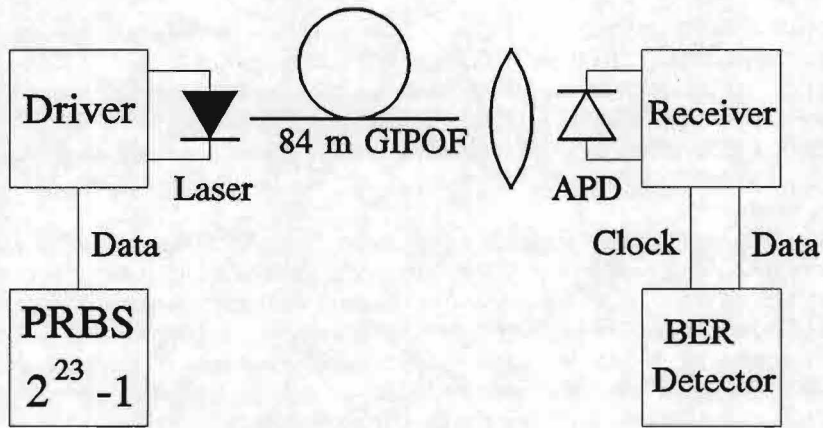 Driver
Laser
84 m GIPOF
APD
Receiver
Data
Clock
Data
PRBS
2^23 -1
BER
Detector